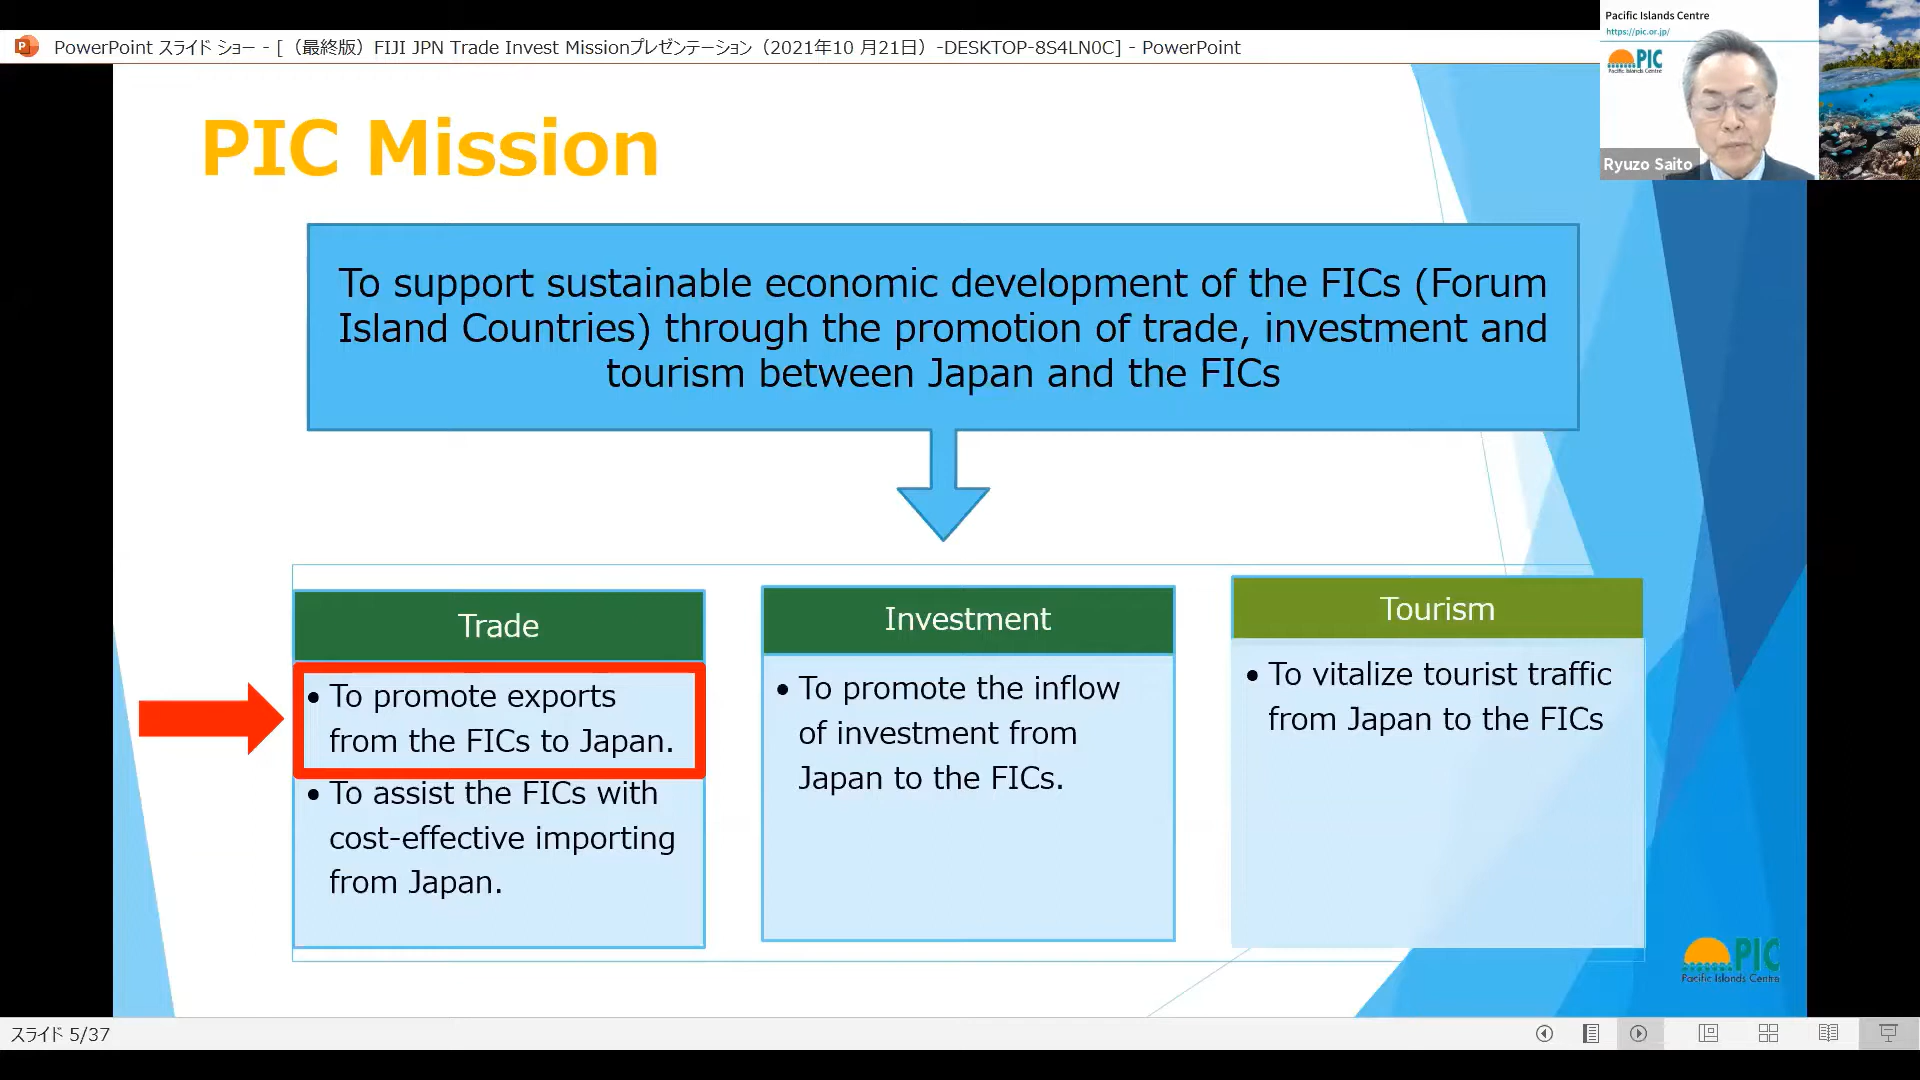 PowerPoint スライド ショー - [（最終版）FIJI JPN Trade Invest Missionプレゼンテーション（2021年10 月21日）-DESKTOP-8S4LN0C] - PowerPoint
Pacific Islands Centre
https://pic.or.jp/
PIC
Pacific Islands Centre
Ryuzo Saito
PIC Mission
To support sustainable economic development of the FICs (Forum
Island Countries) through the promotion of trade, investment and
tourism between Japan and the FICs
Trade
• To promote exports
from the FICs to Japan.
• To assist the FICs with
cost-effective importing
from Japan.
Investment
• To promote the inflow
of investment from
Japan to the FICs.
Tourism
• To vitalize tourist traffic
from Japan to the FICs
PIC
Pacific Islands Centre
スライド 5/37